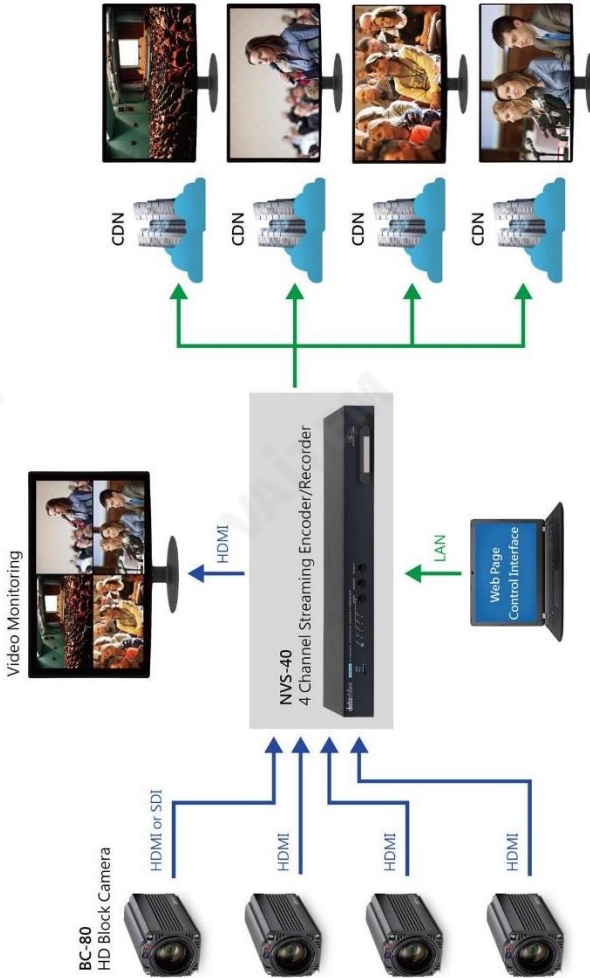 Video Monitoring
BC-80
HD Block Camera
HDMI or SDI
HDMI
HDMI
HDMI
HDMI
NVS-40
4 Channel Streaming Encoder/Recorder
datavideo
LAN
Web Page
Control Interface
CDN
CDN
CDN
CDN